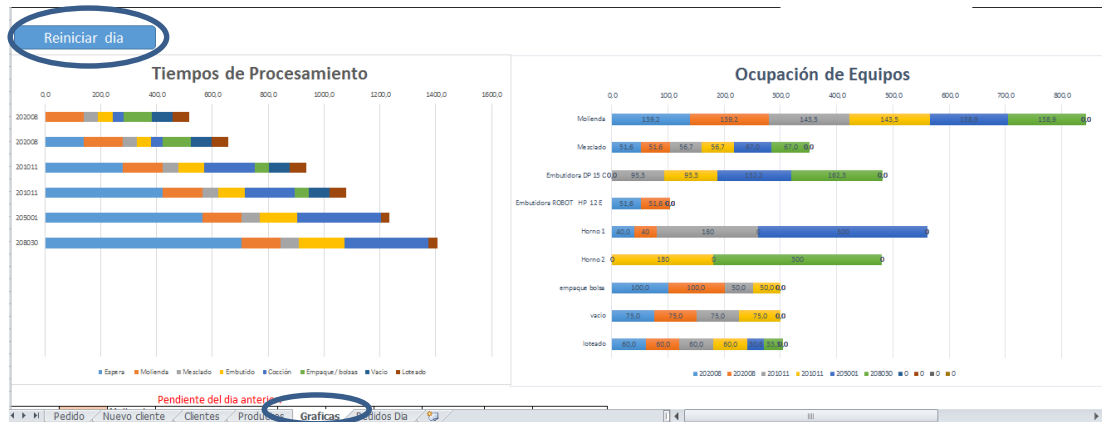 Reiniciar dia
Tiempos de Procesamiento
0,0 200,0 400,0 600,0 800,0 1000,0 1200,0 1400,0 1600,0
202008
202008
201011
201011
205001
208030
Espera Molienda Mesclado Embutido Cocción Empaque/ bolsas Vacio Loteado
Ocupación de Equipos
0,0 100,0 200,0 300,0 400,0 500,0 600,0 700,0 800,0
Molienda 139,2 139,2 143,5 143,5 138,9 138,9 0,0
Mesclado 51,6 51,6 56,7 56,7 67,0 67,0 0,0
Embutidora DP 15 C 0,0 95,3 95,3 162,3 0,0
Embutidora ROBOT HP 12 E 51,6 51,6 0,0
Horno 1 40,0 40 180 0 300 0
Horno 2 0 180 0 300 0
empaque bolsa 100,0 100,0 50,0 50,0 0,0
vacio 75,0 75,0 75,0 75,0 0,0
loteado 60,0 60,0 60,0 60,0 0,0
202008 202008 201011 201011 205001 208030 0 0 0 0
Pendiente del dia anterior
Pedido Nuevo cliente Clientes Productos Graficas Pedidos Dia